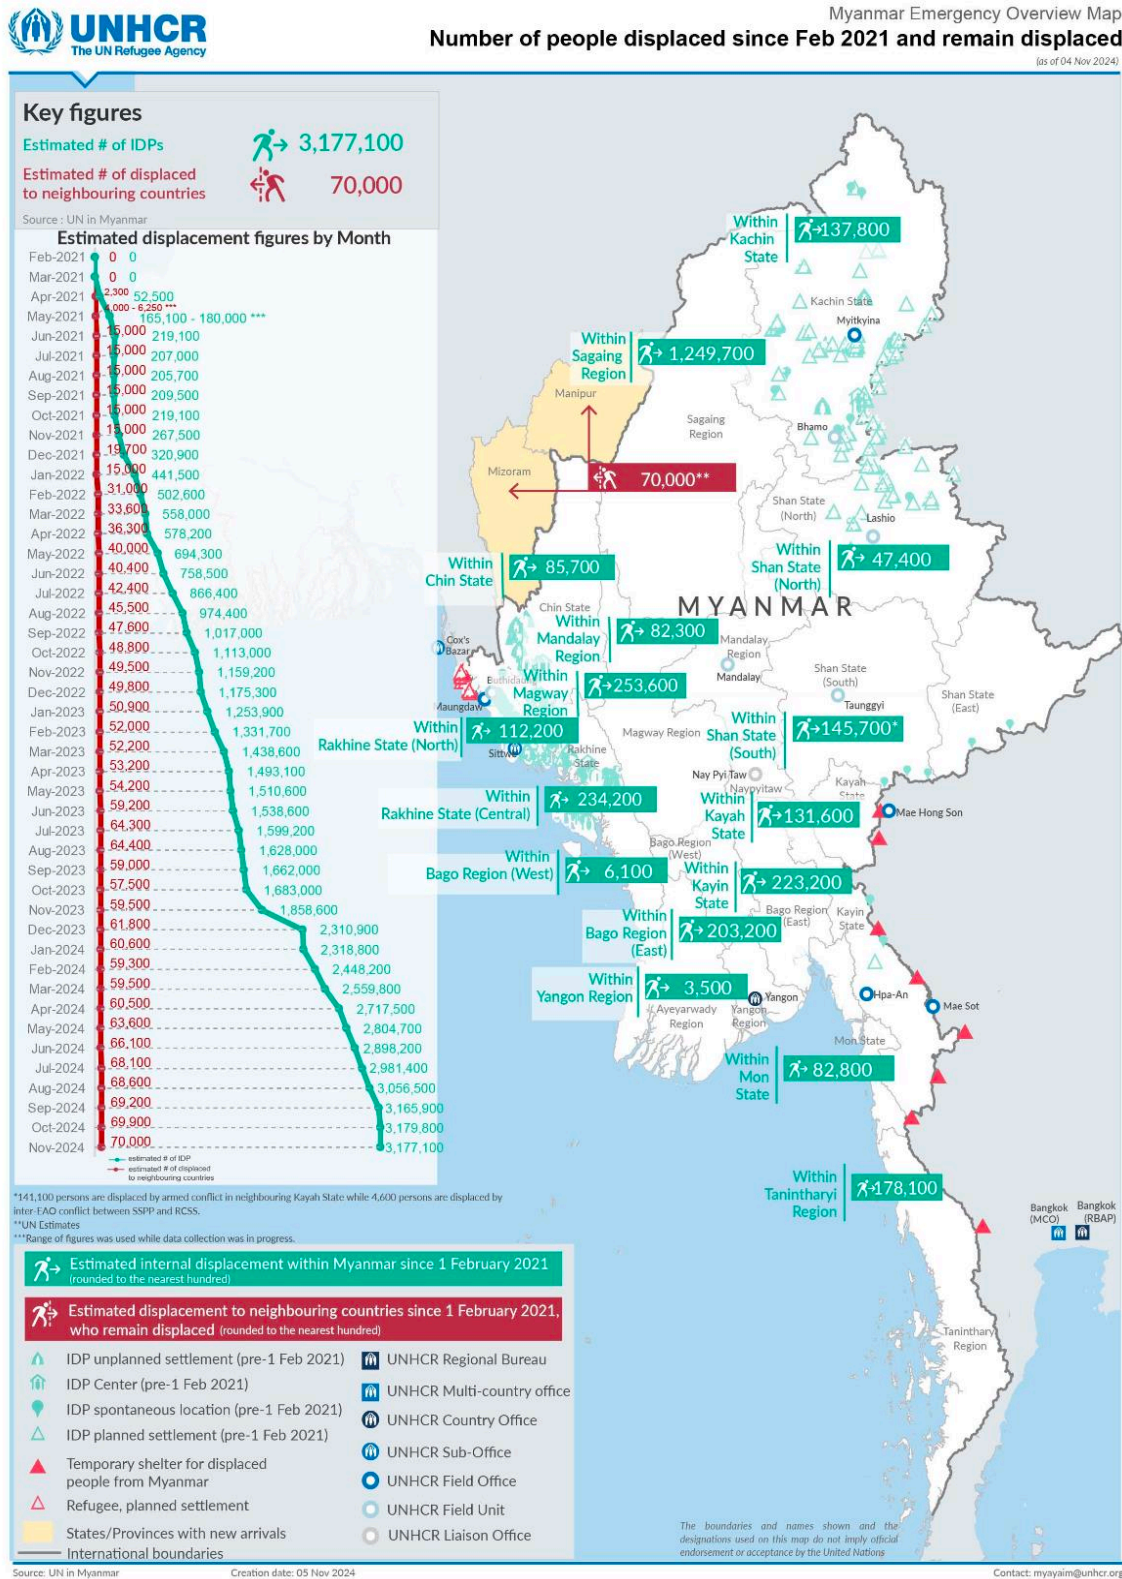 UNHCR
The UN Refugee Agency
Myanmar Emergency Overview Map
Number of people displaced since Feb 2021 and remain displaced
(as of 04 Nov 2024)
Key figures
Estimated # of IDPs 3,177,100
Estimated # of displaced
to neighbouring countries 70,000
Source : UN in Myanmar
Estimated displacement figures by Month
Feb-2021 0 0
Mar-2021 0 0
Apr-2021 2,300 52,500
May-2021 4,000 - 6,250 *** 165,100 - 180,000 ***
Jun-2021 15,000 219,100
Jul-2021 15,000 207,000
Aug-2021 15,000 205,700
Sep-2021 15,000 209,500
Oct-2021 15,000 219,100
Nov-2021 15,000 267,500
Dec-2021 19,700 320,900
Jan-2022 15,000 441,500
Feb-2022 31,000 502,600
Mar-2022 33,600 558,000
Apr-2022 36,300 578,200
May-2022 40,000 694,300
Jun-2022 40,400 758,500
Jul-2022 42,400 866,400
Aug-2022 45,500 974,400
Sep-2022 47,600 1,017,000
Oct-2022 48,800 1,113,000
Nov-2022 49,500 1,159,200
Dec-2022 49,800 1,175,300
Jan-2023 50,900 1,253,900
Feb-2023 52,000 1,331,700
Mar-2023 52,200 1,438,600
Apr-2023 53,200 1,493,100
May-2023 54,200 1,510,600
Jun-2023 59,200 1,538,600
Jul-2023 64,300 1,599,200
Aug-2023 64,400 1,628,000
Sep-2023 59,000 1,662,000
Oct-2023 57,500 1,683,000
Nov-2023 59,500 1,858,600
Dec-2023 61,800 2,310,900
Jan-2024 60,600 2,318,800
Feb-2024 59,300 2,448,200
Mar-2024 59,500 2,559,800
Apr-2024 60,500 2,717,500
May-2024 63,600 2,804,700
Jun-2024 66,100 2,898,200
Jul-2024 68,100 2,981,400
Aug-2024 68,600 3,056,500
Sep-2024 69,200 3,165,900
Oct-2024 69,900 3,179,800
Nov-2024 70,000 3,177,100
estimated # of IDP
estimated # of displaced
to neighbouring countries
Within
Kachin
State
137,800
Kachin State
Myitkyina
Within
Sagaing
Region
1,249,700
Manipur
Sagaing
Region
Bhamo
Mizoram
70,000**
Shan State
(North)
Lashio
Within
Shan State
(North)
47,400
Within
Chin State
85,700
MYANMAR
Chin State
Within
Mandalay
Region
82,300
Mandalay
Region
Mandalay
Cox's
Bazar
Maungdaw
Within
Magway
Region
253,600
Shan State
(South)
Taunggyi
Shan State
(East)
Within
Rakhine State (North)
112,200
Sittwe
Rakhine
State
Magway Region
Within
Shan State
(South)
145,700*
Nay Pyi Taw
Naypyitaw
Kayah
State
Within
Rakhine State (Central)
234,200
Within
Kayah
State
131,600
Mae Hong Son
Bago Region
(West)
Within
Bago Region (West)
6,100
Within
Kayin
State
223,200
Bago Region
(East)
Kayin
State
Within
Bago Region
(East)
203,200
Within
Yangon Region
3,500
Yangon
Hpa-An
Mae Sot
Ayeyarwady
Region
Yangon
Region
Mon State
Within
Mon
State
82,800
Within
Tanintharyi
Region
178,100
Bangkok
(MCO)
Bangkok
(RBAP)
Tanintharyi
Region
*141,100 persons are displaced by armed conflict in neighbouring Kayah State while 4,600 persons are displaced by
inter-EAO conflict between SSPP and RCSS.
**UN Estimates
***Range of figures was used while data collection was in progress.
Estimated internal displacement within Myanmar since 1 February 2021
(rounded to the nearest hundred)
Estimated displacement to neighbouring countries since 1 February 2021,
who remain displaced (rounded to the nearest hundred)
IDP unplanned settlement (pre-1 Feb 2021)
IDP Center (pre-1 Feb 2021)
IDP spontaneous location (pre-1 Feb 2021)
IDP planned settlement (pre-1 Feb 2021)
Temporary shelter for displaced
people from Myanmar
Refugee, planned settlement
States/Provinces with new arrivals
International boundaries
UNHCR Regional Bureau
UNHCR Multi-country office
UNHCR Country Office
UNHCR Sub-Office
UNHCR Field Office
UNHCR Field Unit
UNHCR Liaison Office
The boundaries and names shown and the
designations used on this map do not imply official
endorsement or acceptance by the United Nations
Source: UN in Myanmar
Creation date: 05 Nov 2024
Contact: myayaim@unhcr.org